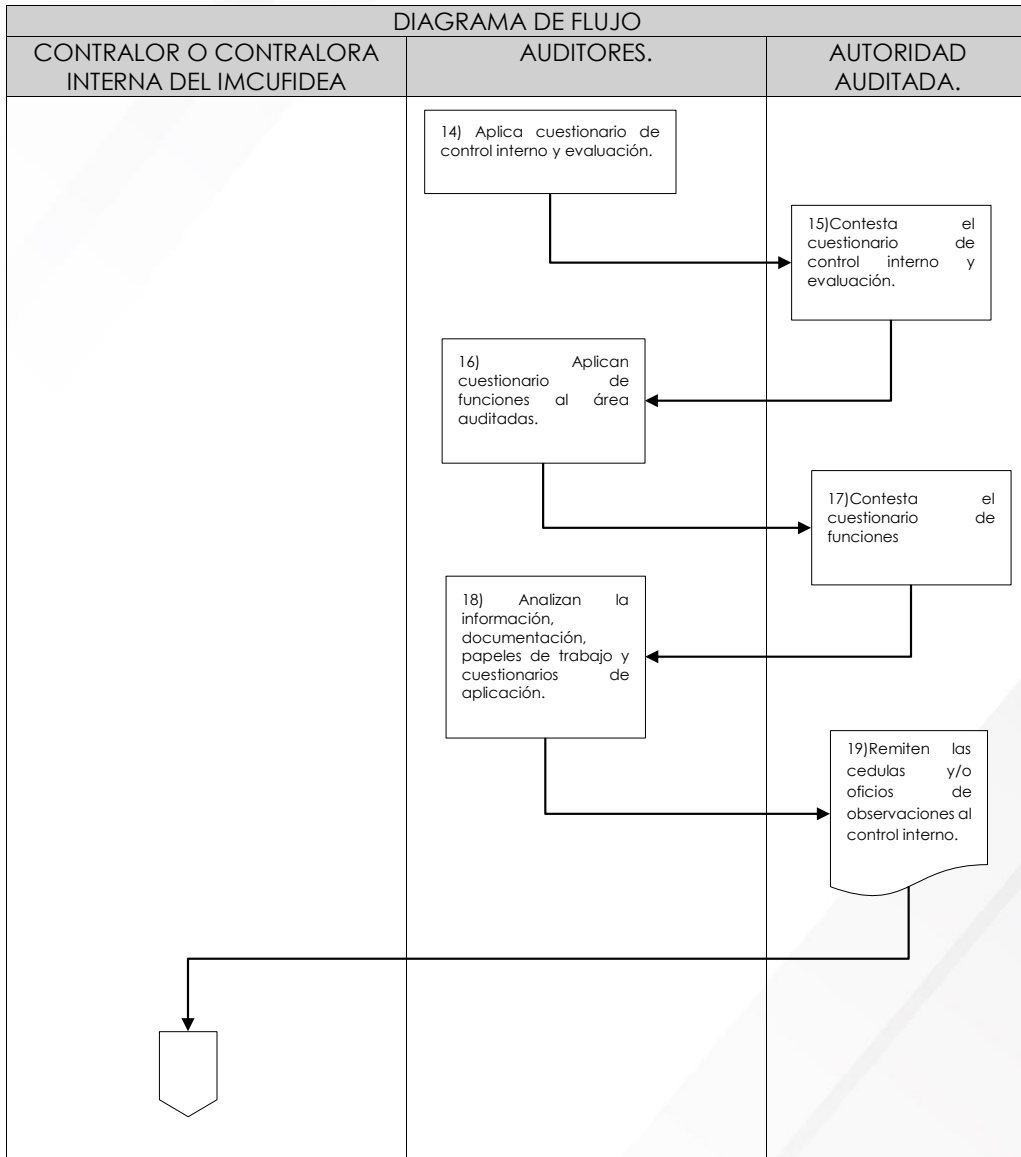 DIAGRAMA DE FLUJO
CONTRALOR O CONTRALORA
INTERNA DEL IMCUFIDEA
AUDITORES.
AUTORIDAD
AUDITADA.
14) Aplica cuestionario de
control interno y evaluación.
15)Contesta el
cuestionario de
control interno y
evaluación.
16) Aplican
cuestionario de
funciones al área
auditadas.
17)Contesta el
cuestionario de
funciones
18) Analizan la
información,
documentación,
papeles de trabajo y
cuestionarios de
aplicación.
19)Remiten las
cedulas y/o
oficios de
observaciones al
control interno.